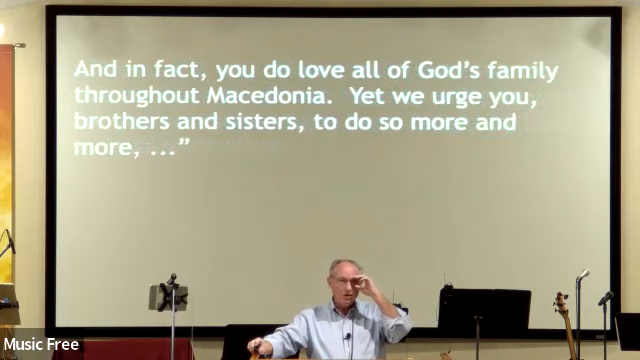 And in fact, you do love all of God's family
throughout Macedonia.  Yet we urge you,
brothers and sisters, to do so more and
more, ..."
Music Free